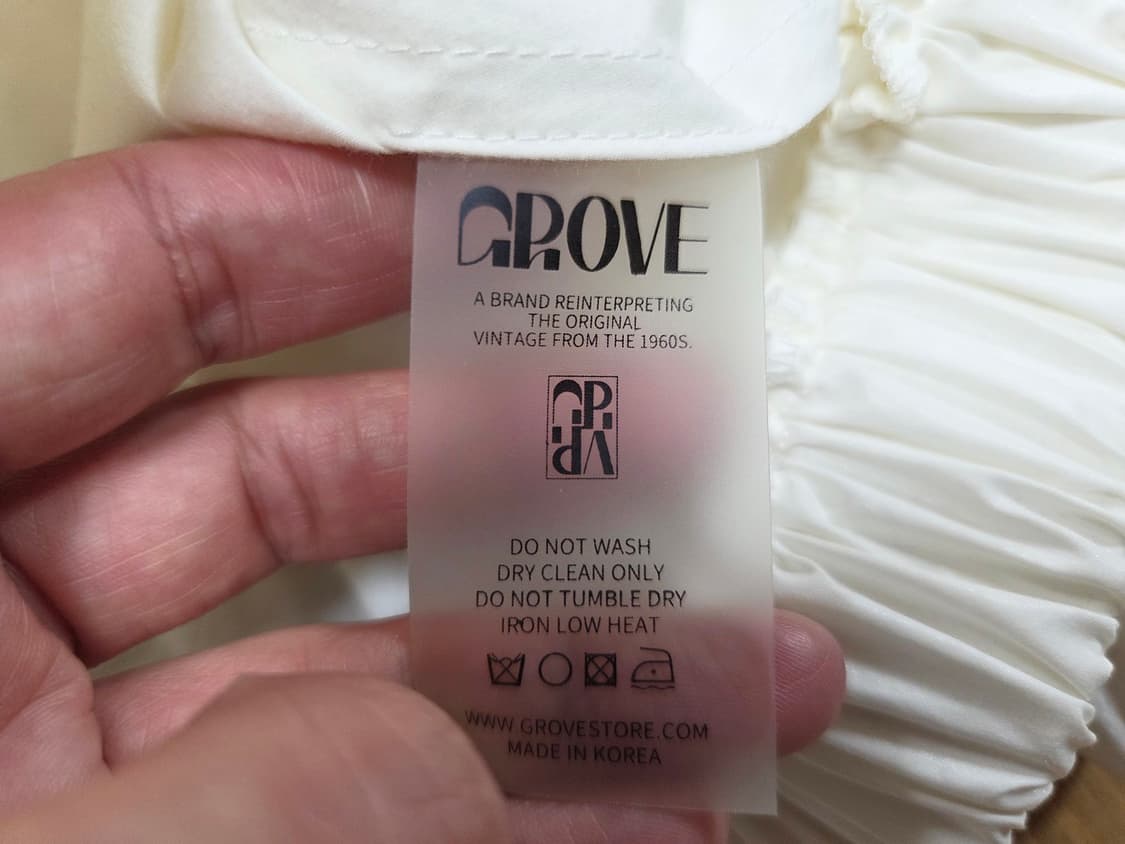 GROVE
A BRAND REINTERPRETING
THE ORIGINAL
VINTAGE FROM THE 1960S.
DO NOT WASH
DRY CLEAN ONLY
DO NOT TUMBLE DRY
IRON LOW HEAT
WWW.GROVESTORE.COM
MADE IN KOREA